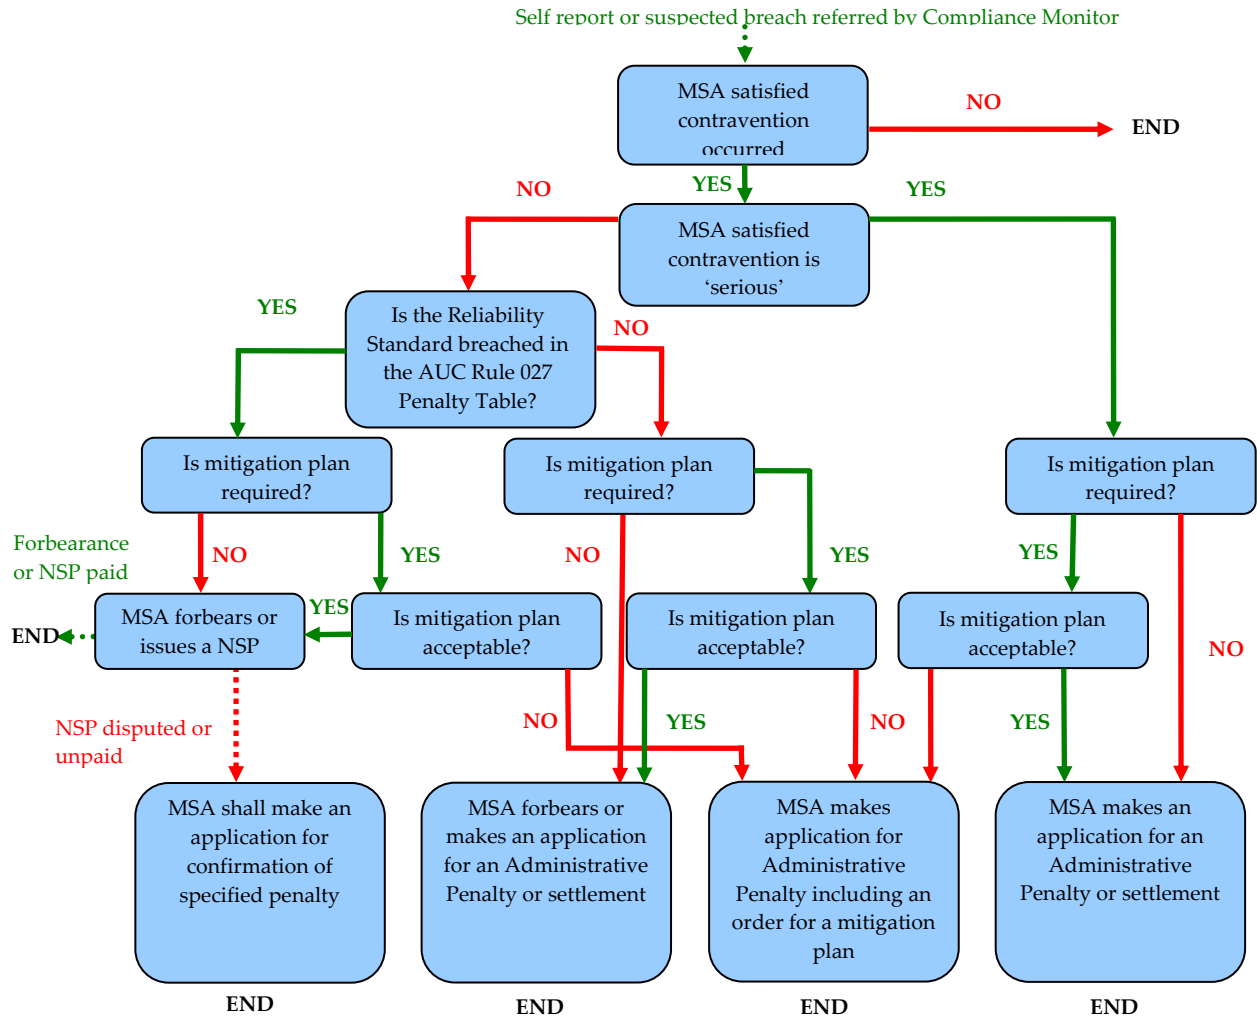 Self report or suspected breach referred by Compliance Monitor
MSA satisfied
contravention
occurred
NO
END
YES
NO
YES
MSA satisfied
contravention is
‘serious’
YES
Is the Reliability
Standard breached in
the AUC Rule 027
Penalty Table?
NO
Is mitigation plan
required?
Is mitigation plan
required?
Is mitigation plan
required?
Forbearance
or NSP paid
NO
YES
NO
YES
YES
END
MSA forbears or
issues a NSP
YES
Is mitigation plan
acceptable?
Is mitigation plan
acceptable?
Is mitigation plan
acceptable?
NO
NSP disputed or
unpaid
NO
YES
NO
YES
MSA shall make an
application for
confirmation of
specified penalty
MSA forbears or
makes an application
for an Administrative
Penalty or settlement
MSA makes
application for
Administrative
Penalty including an
order for a mitigation
plan
MSA makes an
application for an
Administrative
Penalty or settlement
END
END
END
END